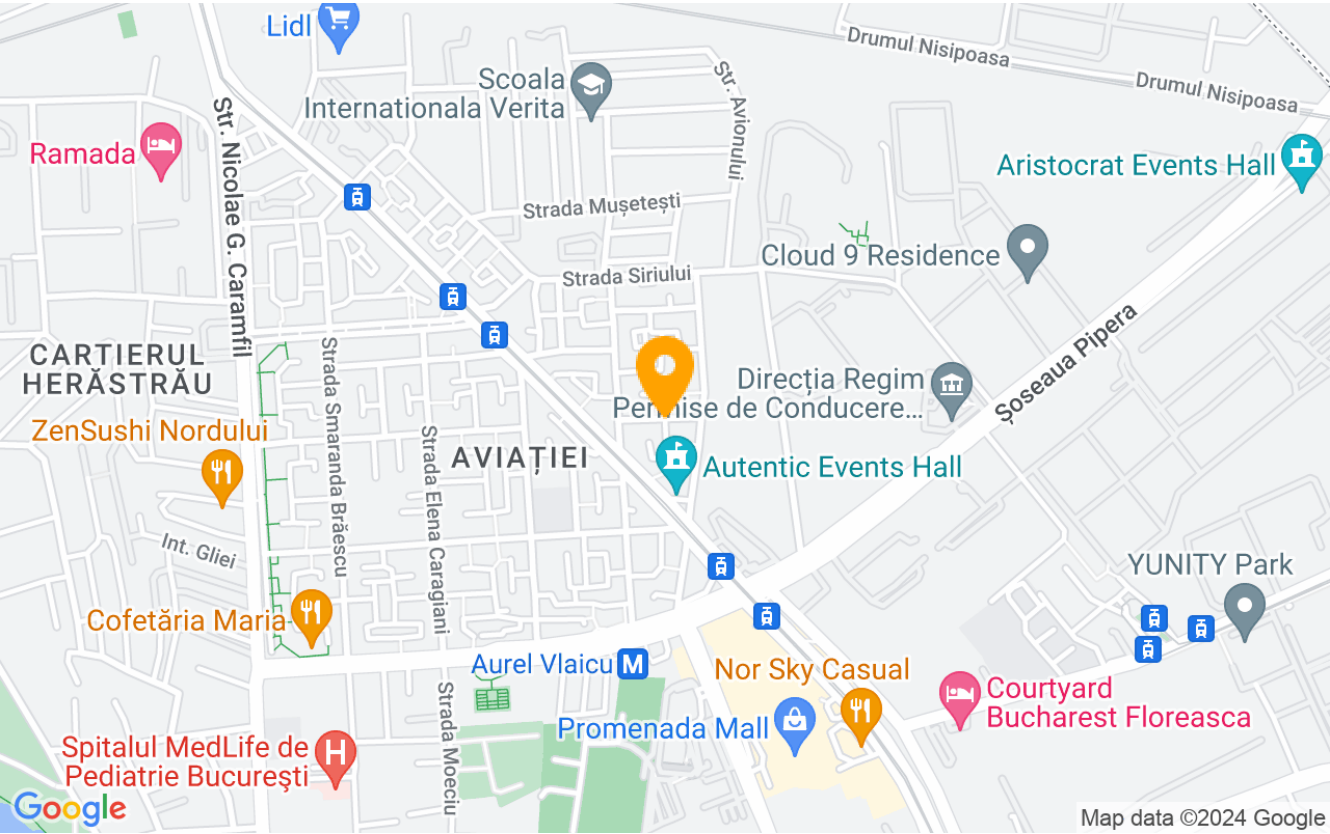 Lidl
Drumul Nisipoasa
Drumul Nisipoasa
Scoala
Internationala Verita
Str. Avionului
Str. Nicolae G. Caramfil
Ramada
Aristocrat Events Hall
Strada Mușetești
Cloud 9 Residence
Strada Siriului
Șoseaua Pipera
CARTIERUL
HERĂSTRĂU
Strada Smaranda Brăescu
Direcția Regim
Permise de Conducere...
ZenSushi Nordului
Strada Elena Caragiani
AVIAȚIEI
Autentic Events Hall
Int. Gliei
YUNITY Park
Cofetăria Maria
Aurel Vlaicu M
Nor Sky Casual
Strada Moeciu
Courtyard
Bucharest Floreasca
Promenada Mall
Spitalul MedLife de
Pediatrie Bucureşti
H
Google
Map data ©2024 Google